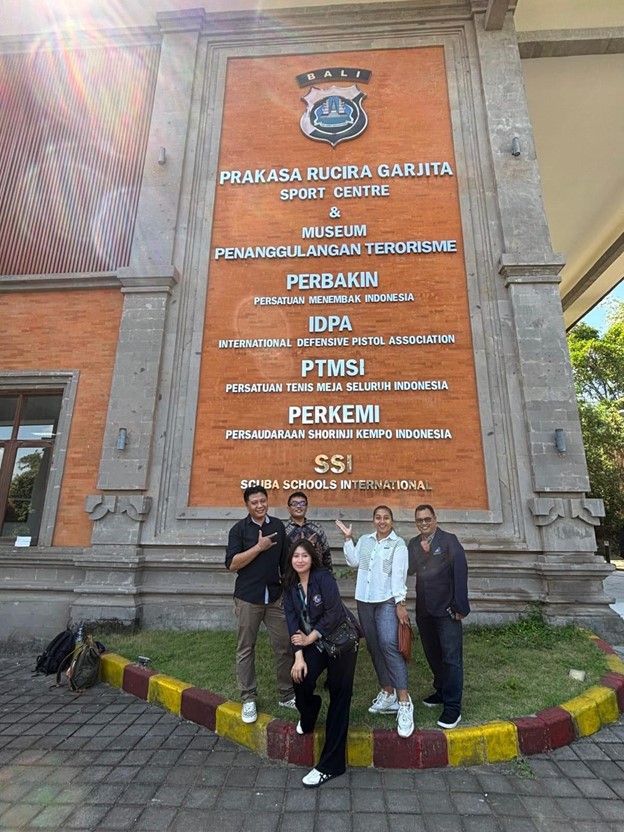 BALI
PRAKASA RUCIRA GARJITA
SPORT CENTRE
&
MUSEUM
PENANGGULANGAN TERORISME
PERBAKIN
PERSATUAN MENEMBAK INDONESIA
IDPA
INTERNATIONAL DEFENSIVE PISTOL ASSOCIATION
PTMSI
PERSATUAN TENIS MEJA SELURUH INDONESIA
PERKEMI
PERSAUDARAAN SHORINJI KEMPO INDONESIA
SSI
SCUBA SCHOOLS INTERNATIONAL